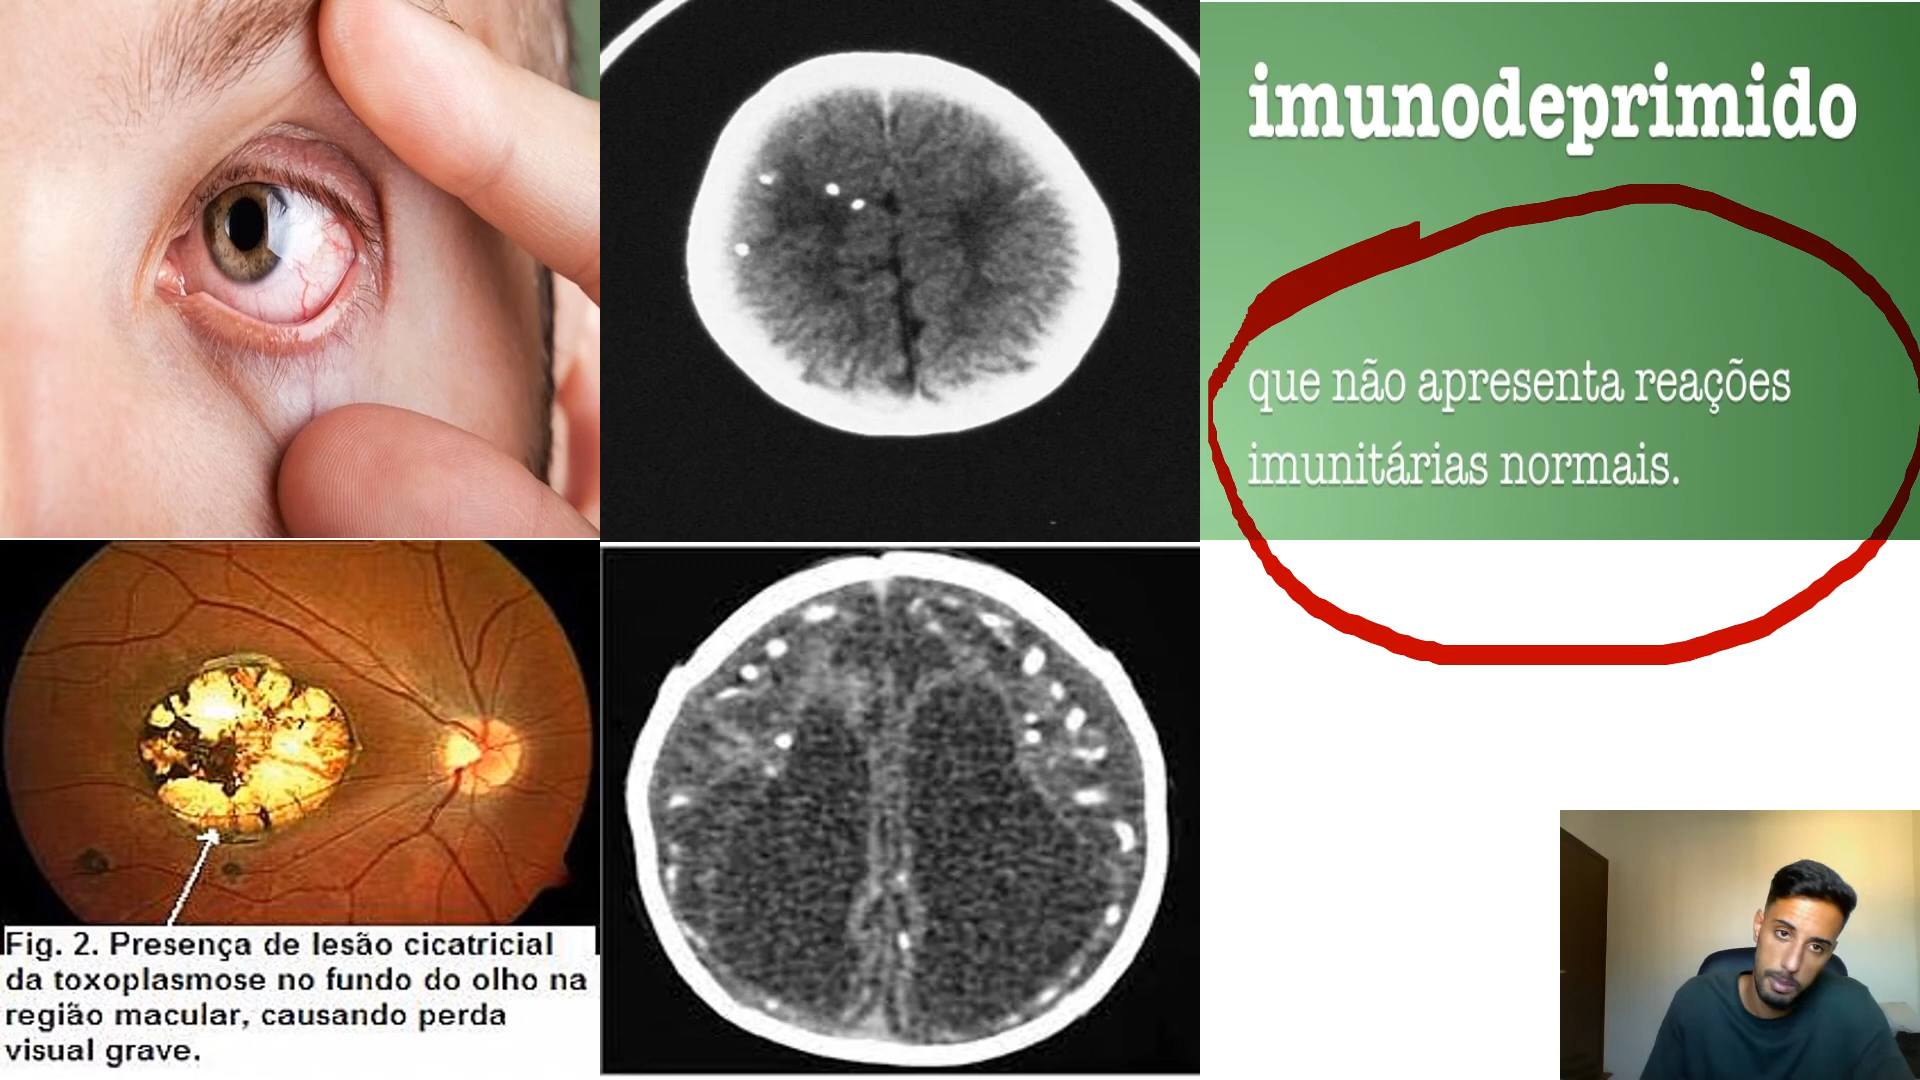 imunodeprimido
que não apresenta reações
imunitárias normais.
Fig. 2. Presença de lesão cicatricial
da toxoplasmose no fundo do olho na
região macular, causando perda
visual grave.